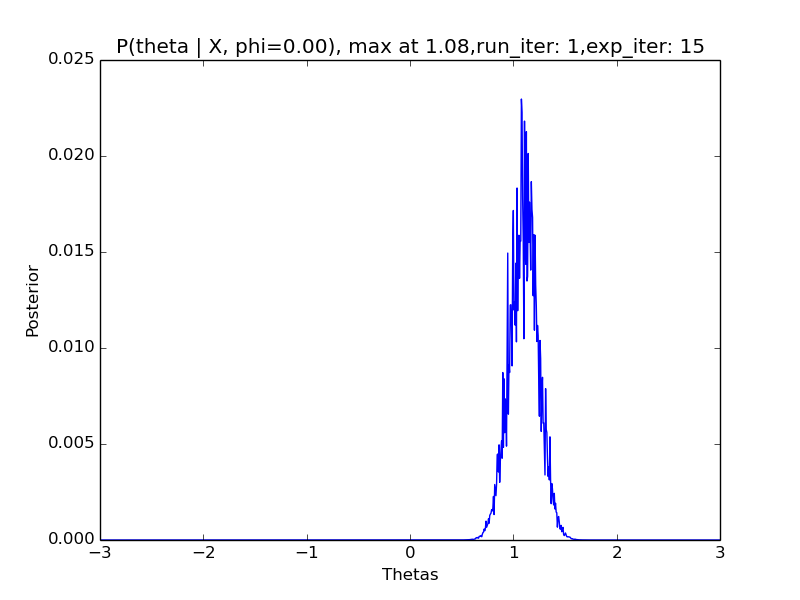 P(theta | X, phi=0.00), max at 1.08,run_iter: 1,exp_iter: 15
0.025
0.020
0.015
0.010
0.005
0.000
Posterior
−3 −2 −1 0 1 2 3
Thetas